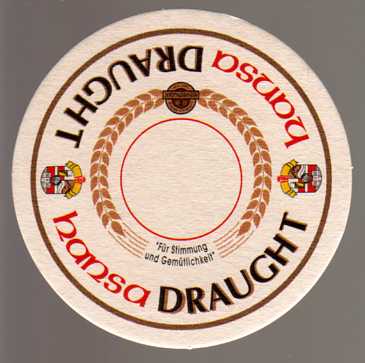 hansa DRAUGHT
"Für Stimmung
und Gemütlichkeit"
hansa DRAUGHT